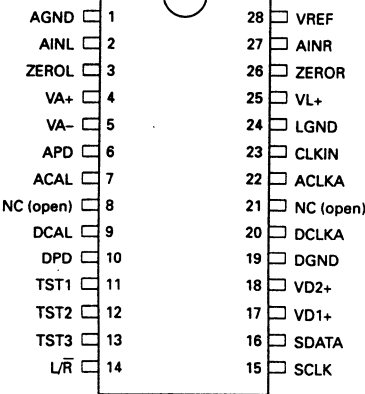 AGND 1 28 VREF
AINL 2 27 AINR
ZEROL 3 26 ZEROR
VA+ 4 25 VL+
VA− 5 24 LGND
APD 6 23 CLKIN
ACAL 7 22 ACLKA
NC (open) 8 21 NC (open)
DCAL 9 20 DCLKA
DPD 10 19 DGND
TST1 11 18 VD2+
TST2 12 17 VD1+
TST3 13 16 SDATA
L/R̅ 14 15 SCLK